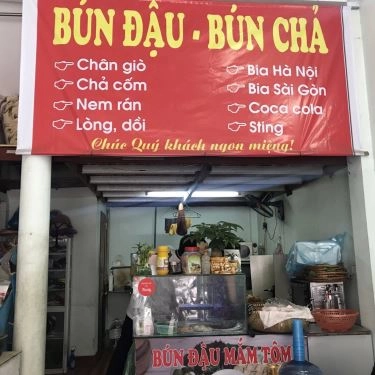 BÚN ĐẬU - BÚN CHẢ
Chân giò
Chả cốm
Nem rán
Lòng, dồi
Bia Hà Nội
Bia Sài Gòn
Coca cola
Sting
Chúc Quý khách ngon miệng!
BÚN ĐẬU MẮM TÔM